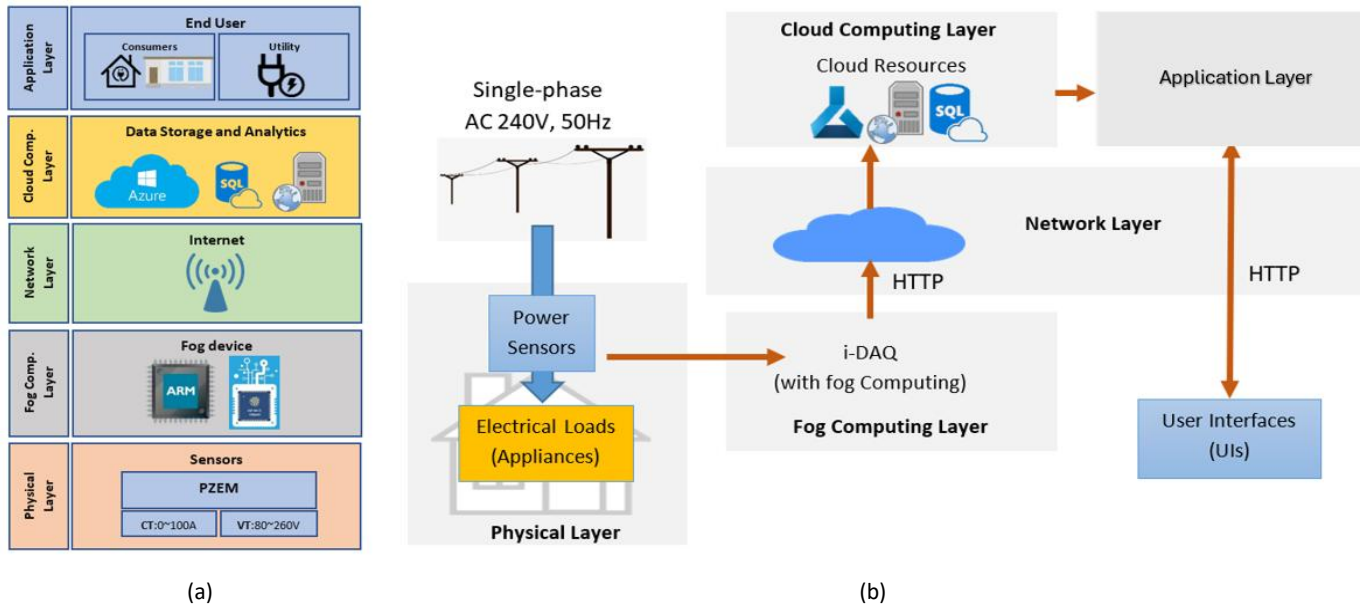 Application
Layer
End User
Consumers
Utility
Cloud Comp.
Layer
Data Storage and Analytics
Azure
SQL
Network
Layer
Internet
Fog Comp.
Layer
Fog device
ARM
Physical
Layer
Sensors
PZEM
CT:0~100A
VT:80~260V
(a)
Single-phase
AC 240V, 50Hz
Power
Sensors
Electrical Loads
(Appliances)
Physical Layer
Cloud Computing Layer
Cloud Resources
SQL
Application Layer
Network Layer
HTTP
HTTP
i-DAQ
(with fog Computing)
Fog Computing Layer
User Interfaces
(UIs)
(b)